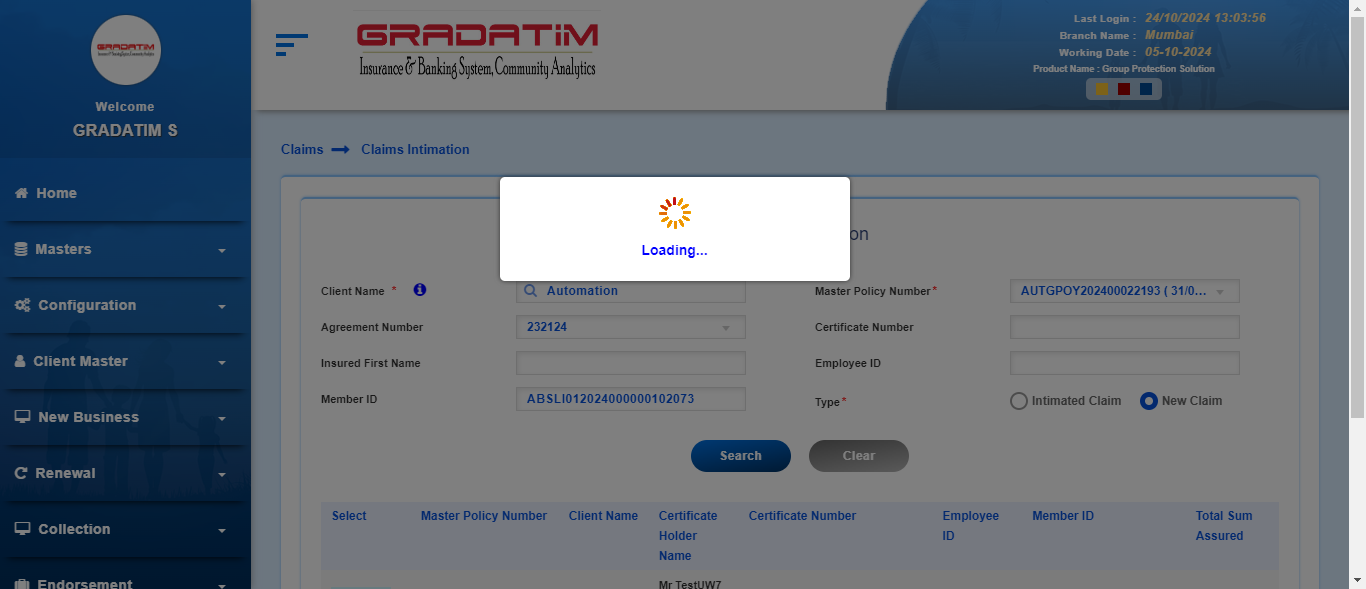 GRADATIM
Insurance & Banking System, Community Analytics
Last Login : 24/10/2024 13:03:56
Branch Name : Mumbai
Working Date : 05-10-2024
Product Name : Group Protection Solution
GRADATIM
Welcome
GRADATIM S
Home
Masters
Configuration
Client Master
New Business
Renewal
Collection
Endorsement
Claims Claims Intimation
on
Loading...
Client Name * Automation
Master Policy Number* AUTGPOY202400022193 ( 31/0...
Agreement Number 232124
Certificate Number
Insured First Name
Employee ID
Member ID ABSLI012024000000102073
Type* Intimated Claim New Claim
Search Clear
Select Master Policy Number Client Name Certificate Holder Name Certificate Number Employee ID Member ID Total Sum Assured
Mr TestUW7